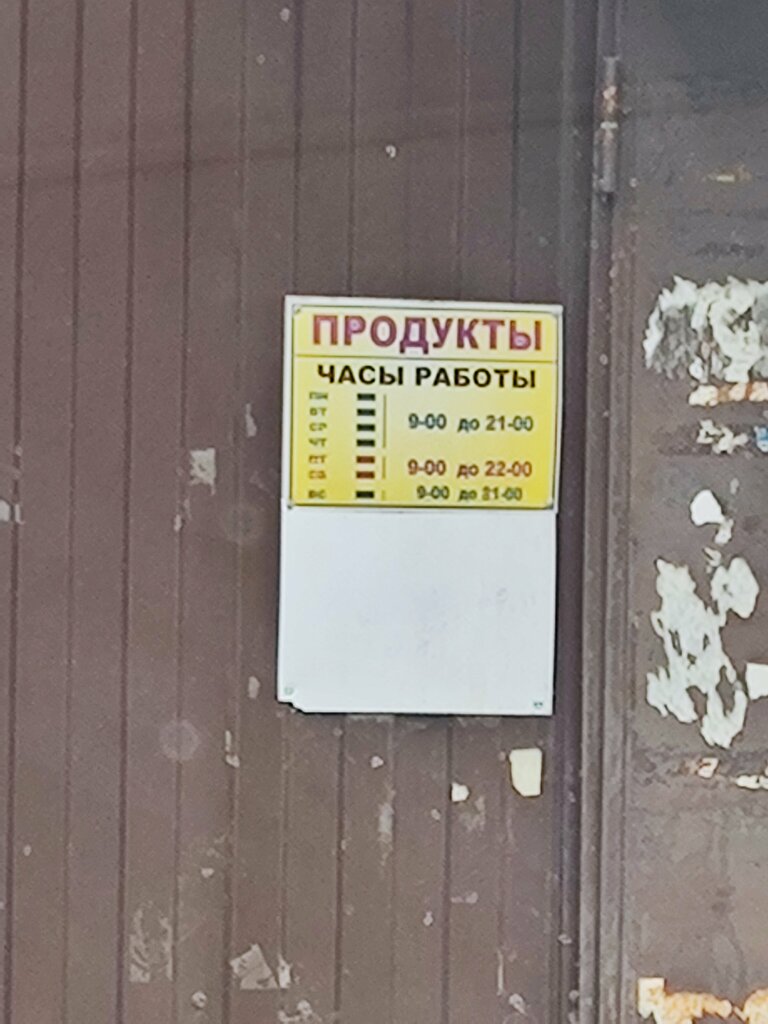 ПРОДУКТЫ
ЧАСЫ РАБОТЫ
ПН
ВТ
СР
ЧТ
9-00 до 21-00
ПТ
СБ
9-00 до 22-00
ВС 9-00 до 21-00